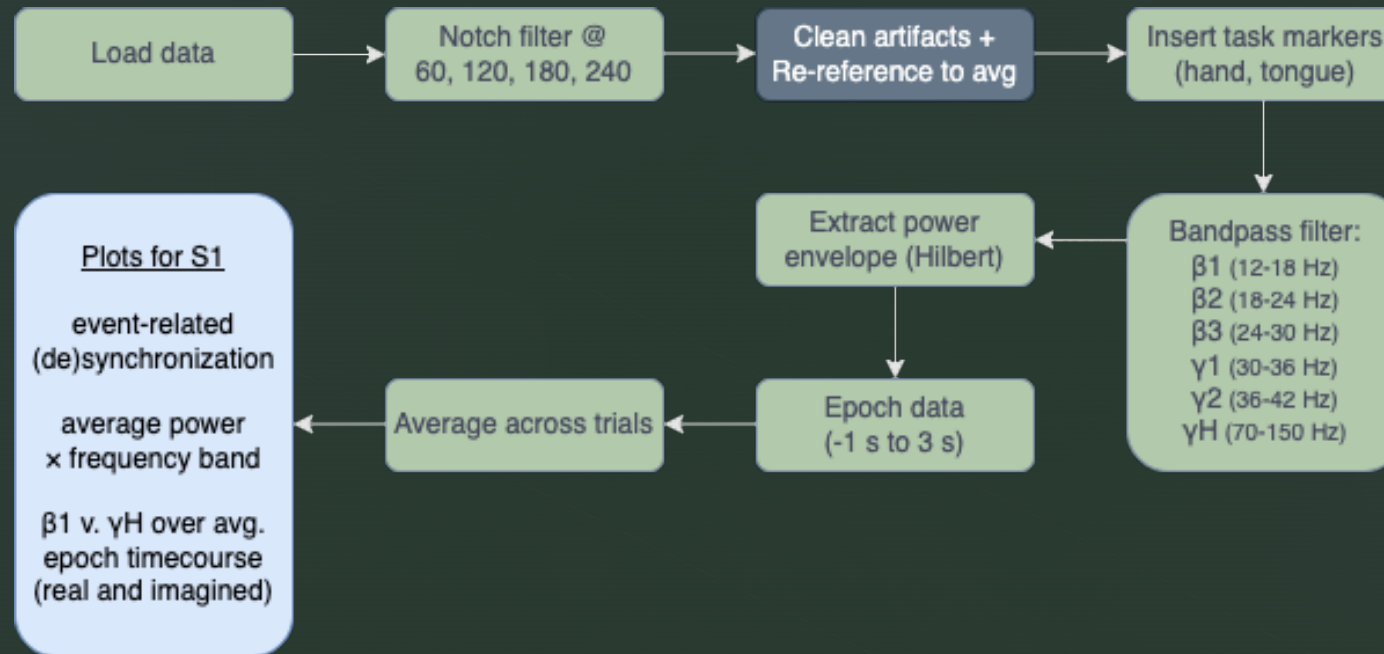 Load data
Notch filter @
60, 120, 180, 240
Clean artifacts +
Re-reference to avg
Insert task markers
(hand, tongue)
Bandpass filter:
β1 (12-18 Hz)
β2 (18-24 Hz)
β3 (24-30 Hz)
γ1 (30-36 Hz)
γ2 (36-42 Hz)
γH (70-150 Hz)
Extract power
envelope (Hilbert)
Epoch data
(-1 s to 3 s)
Average across trials
Plots for S1
event-related
(de)synchronization
average power
× frequency band
β1 v. γH over avg.
epoch timecourse
(real and imagined)